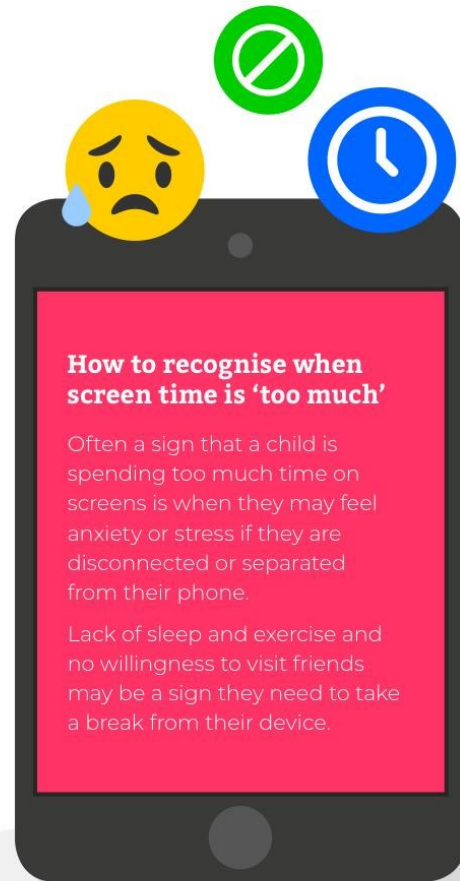 How to recognise when
screen time is ‘too much’
Often a sign that a child is
spending too much time on
screens is when they may feel
anxiety or stress if they are
disconnected or separated
from their phone.
Lack of sleep and exercise and
no willingness to visit friends
may be a sign they need to take
a break from their device.